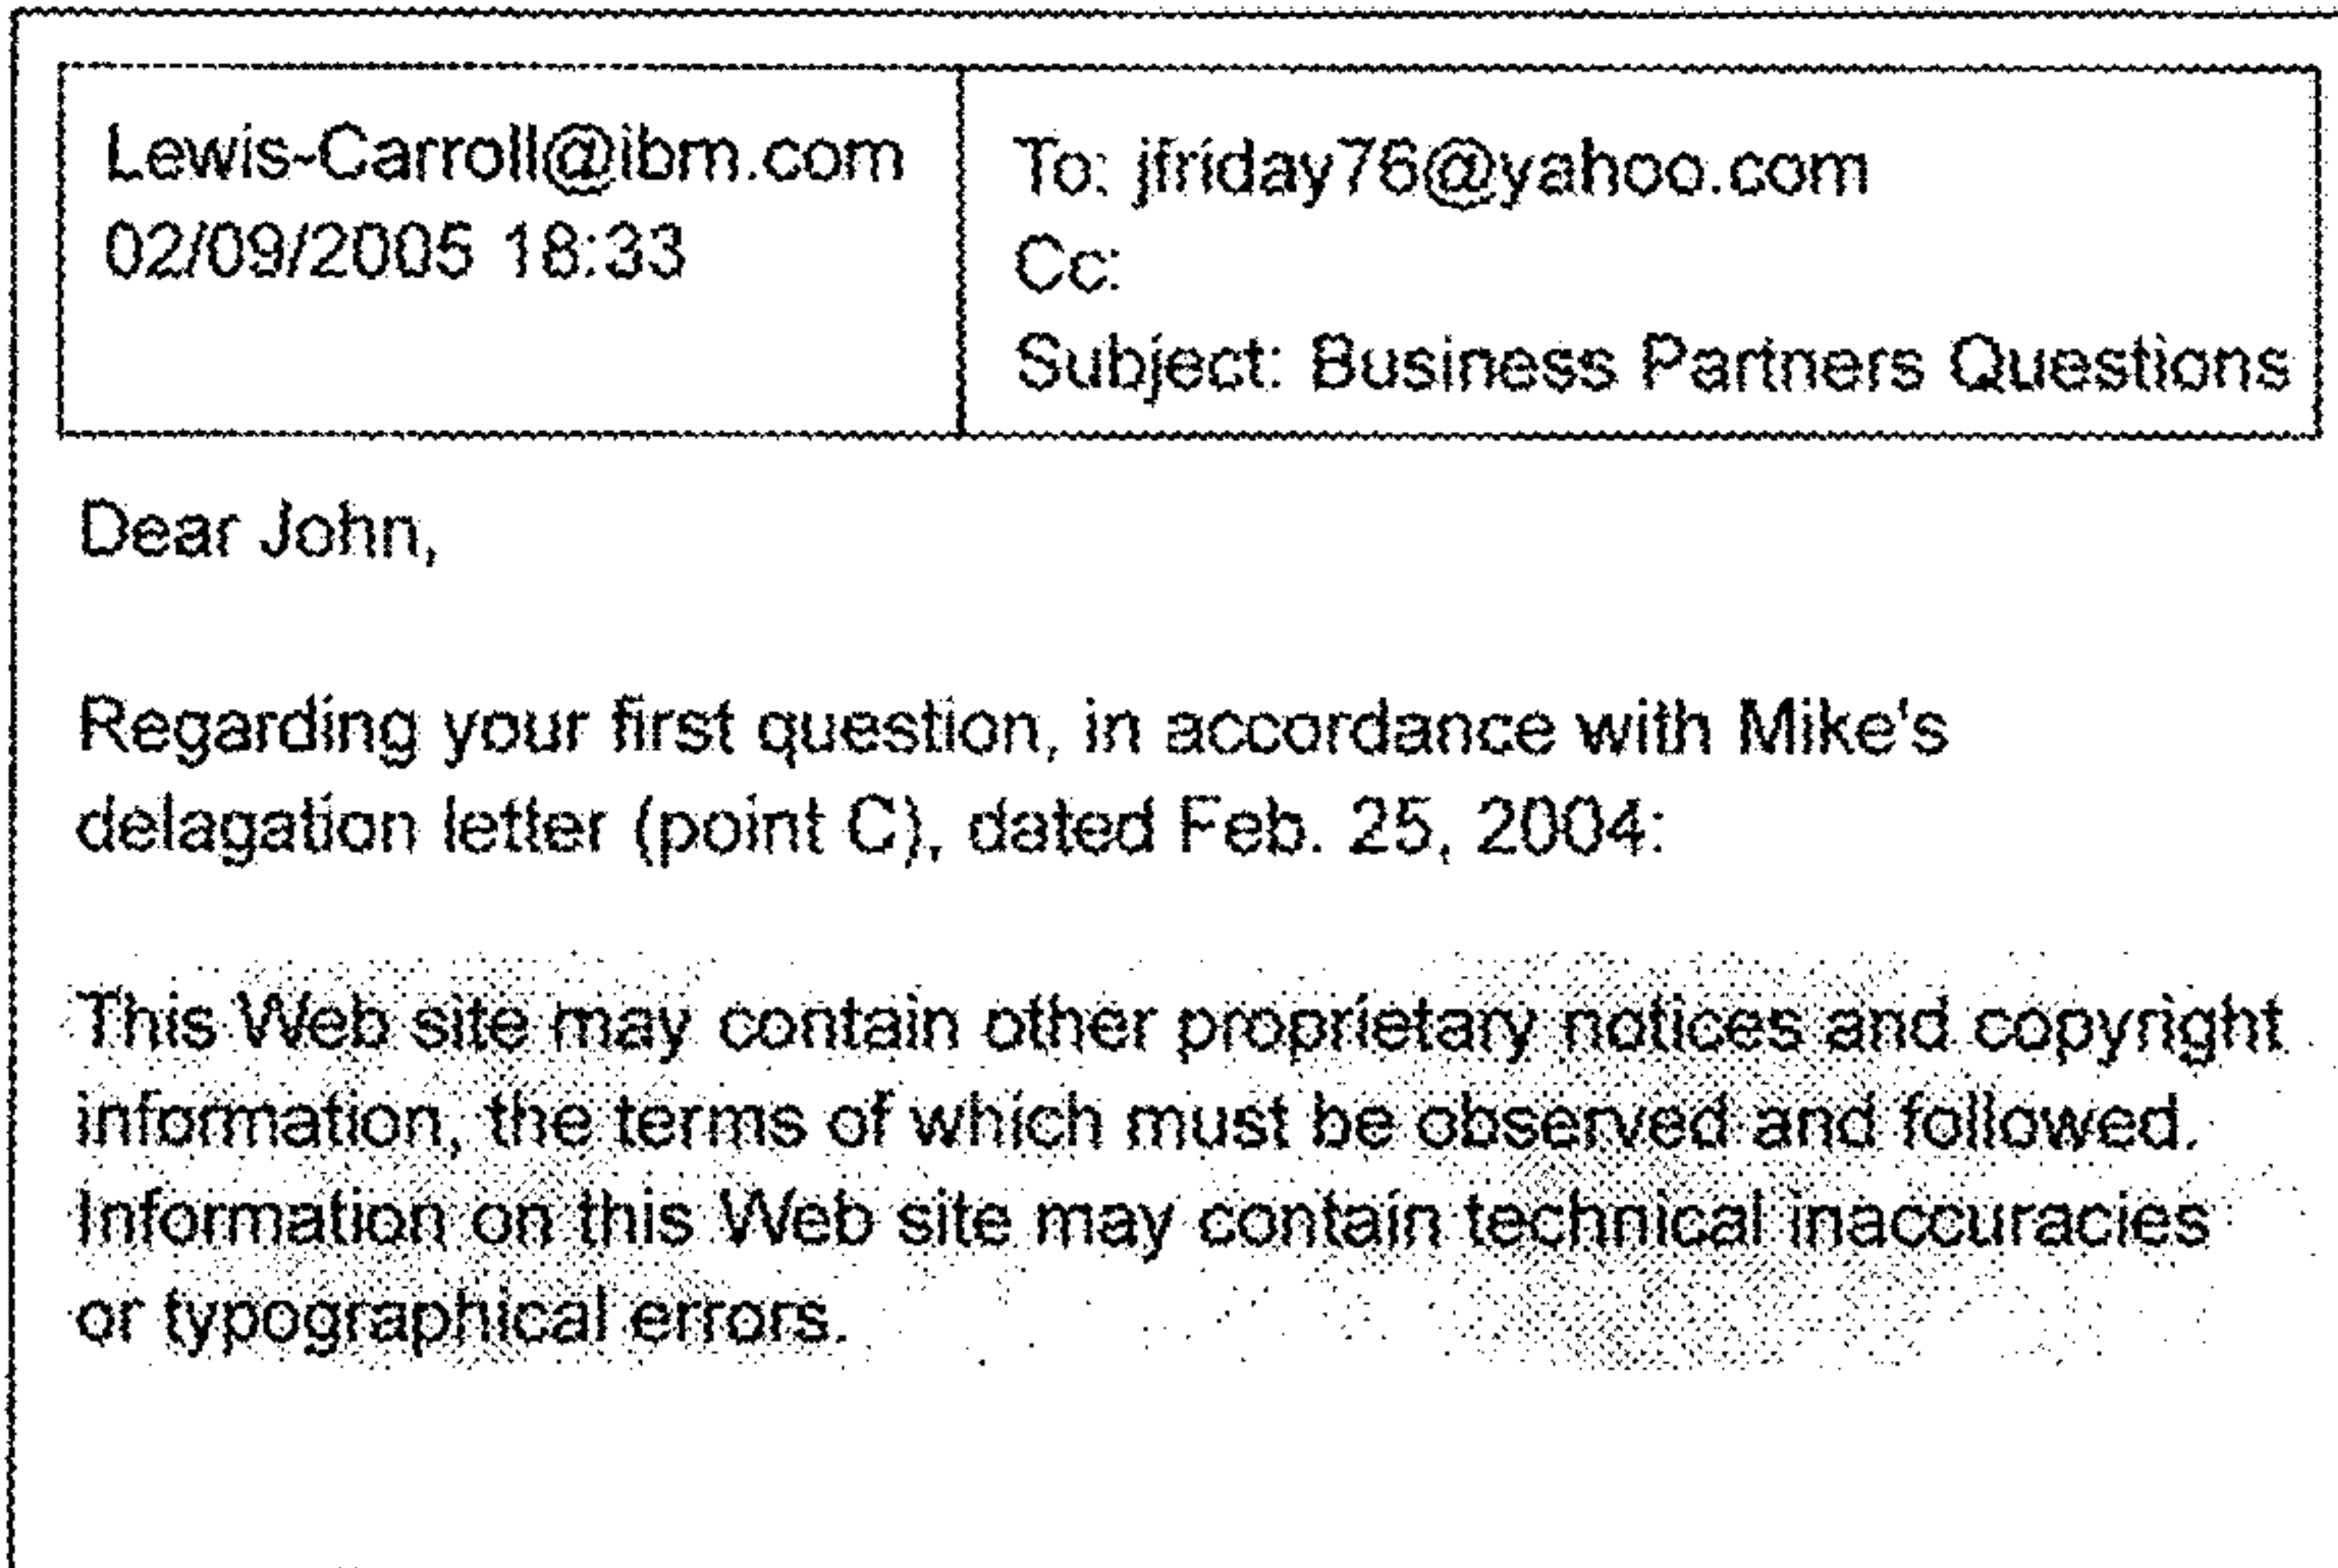 Lewis-Carroll@ibm.com
02/09/2005 18:33
To: jfriday76@yahoo.com
Cc:
Subject: Business Partners Questions
Dear John,
Regarding your first question, in accordance with Mike's
delagation letter (point C), dated Feb. 25, 2004:
This Web site may contain other proprietary notices and copyright
information, the terms of which must be observed and followed.
Information on this Web site may contain technical inaccuracies
or typographical errors.